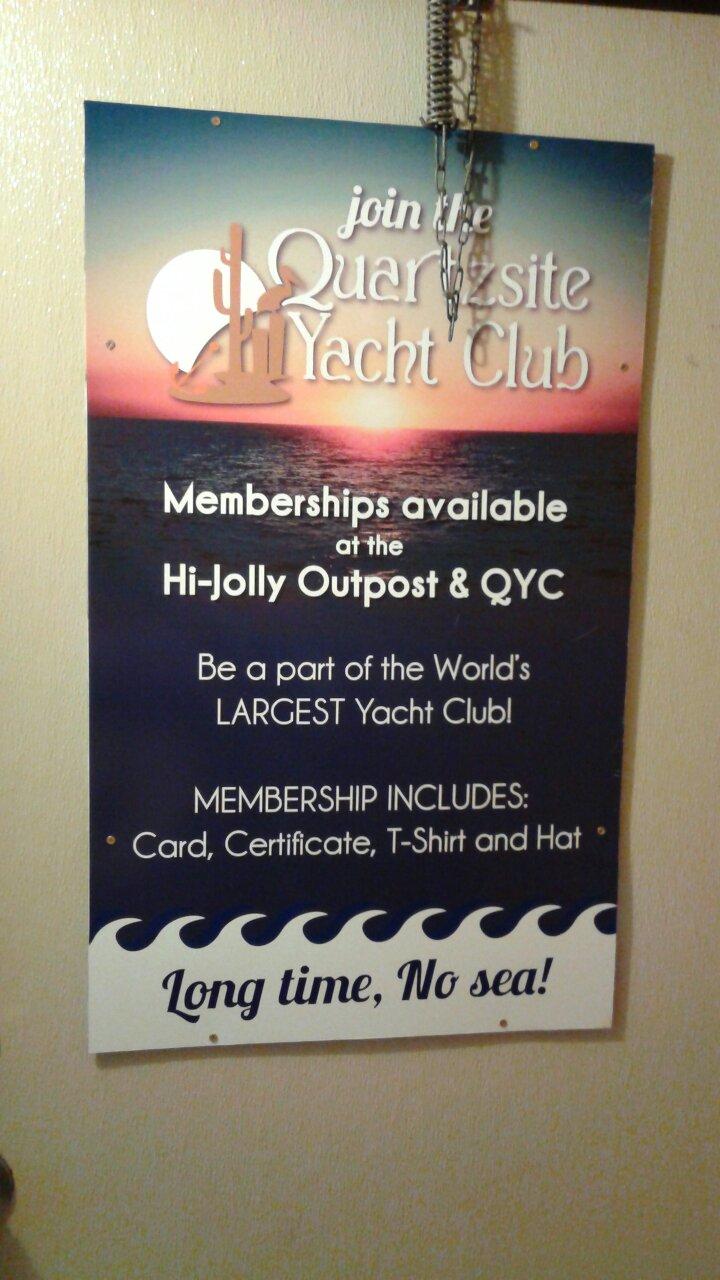 join the
Quartzsite
Yacht Club
Memberships available
at the
Hi-Jolly Outpost & QYC
Be a part of the World's
LARGEST Yacht Club!
MEMBERSHIP INCLUDES:
Card, Certificate, T-Shirt and Hat
Long time, No sea!